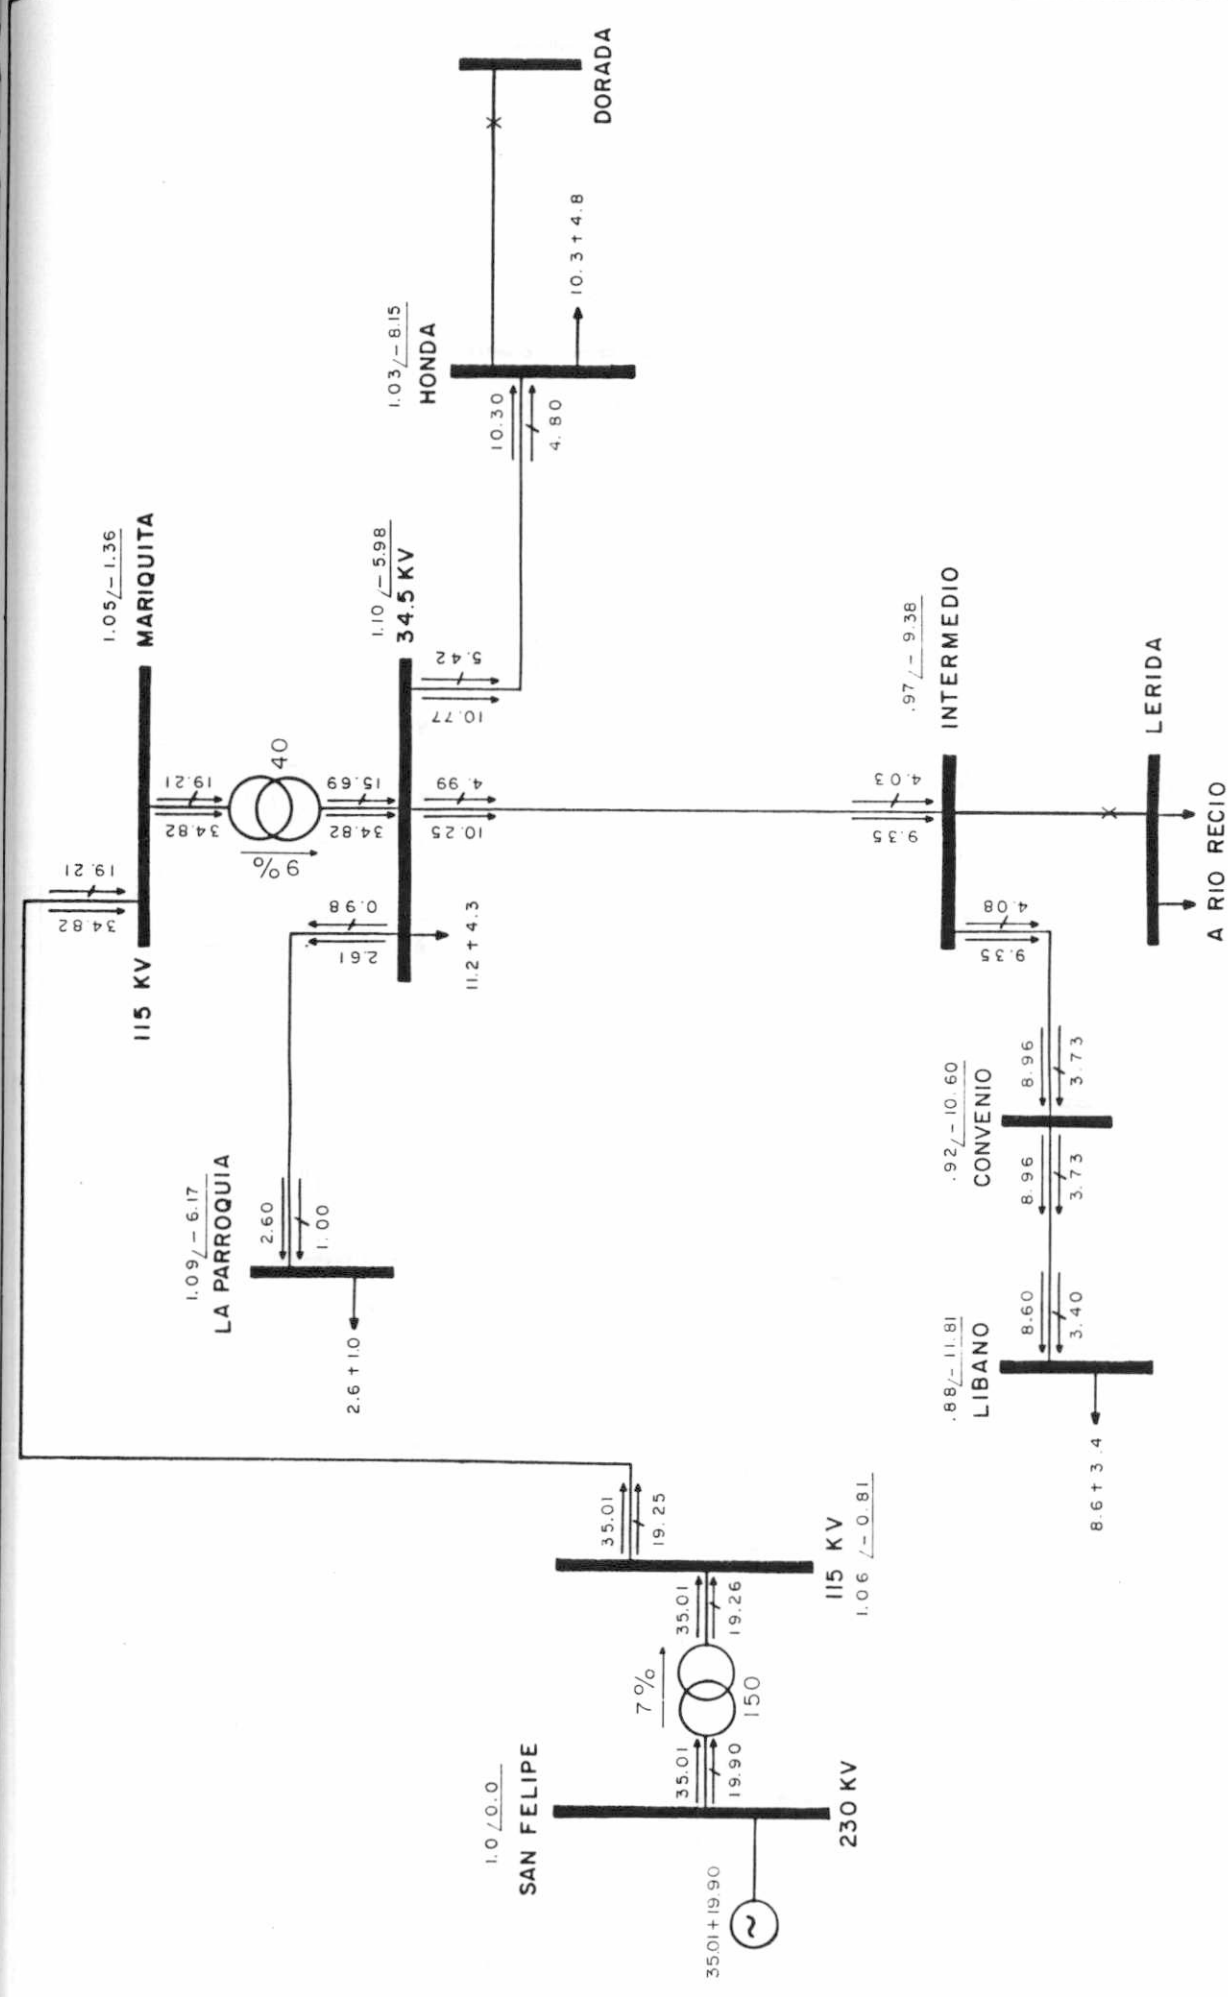 1.0 /0.0
SAN FELIPE
230 KV
35.01+19.90
35.01
19.90
7%
150
35.01
19.26
115 KV
1.06 /-0.81
35.01
19.25
34.82
19.21
1.05/-1.36
115 KV
MARIQUITA
34.82
19.21
9%
40
34.82
15.69
1.10 /-5.98
34.5 KV
2.61
0.98
11.2 + 4.3
10.25
4.99
10.77
5.42
1.09/-6.17
LA PARROQUIA
2.60
1.00
2.6 + 1.0
1.03/-8.15
HONDA
10.30
4.80
10.3 + 4.8
DORADA
.97/-9.38
INTERMEDIO
9.35
4.03
9.35
4.08
LERIDA
A RIO RECIO
.92/-10.60
CONVENIO
8.96
3.73
8.96
3.73
.88/-11.81
LIBANO
8.60
3.40
8.6 + 3.4